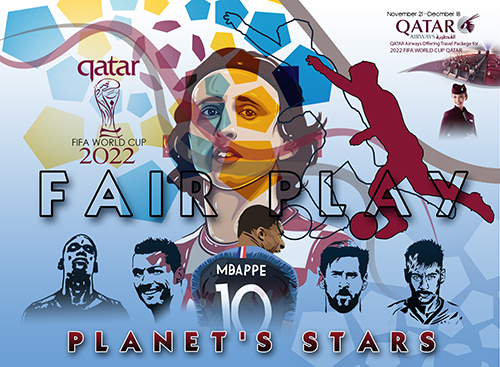 November 21 - December 18
QATAR
AIRWAYS القطرية
QATAR Airways Offering Travel Package for
2022 FIFA WORLD CUP QATAR
qatar
FIFA WORLD CUP
2022
FAIR PLAY
MBAPPE
10
PLANET'S STARS